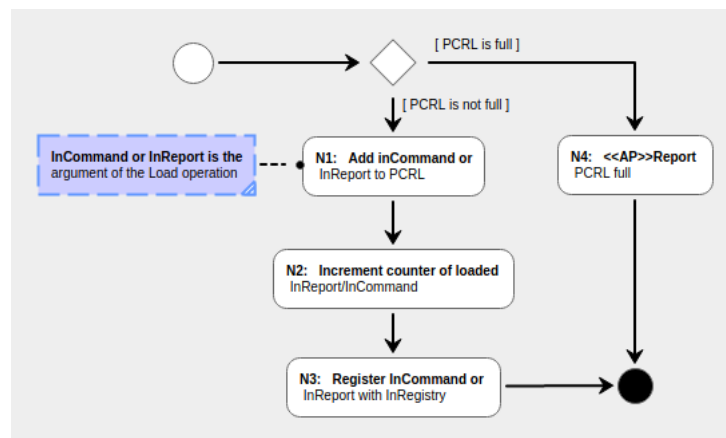 [ PCRL is full ]
[ PCRL is not full ]
InCommand or InReport is the
argument of the Load operation
N1: Add inCommand or
InReport to PCRL
N4: <<AP>>Report
PCRL full
N2: Increment counter of loaded
InReport/InCommand
N3: Register InCommand or
InReport with InRegistry